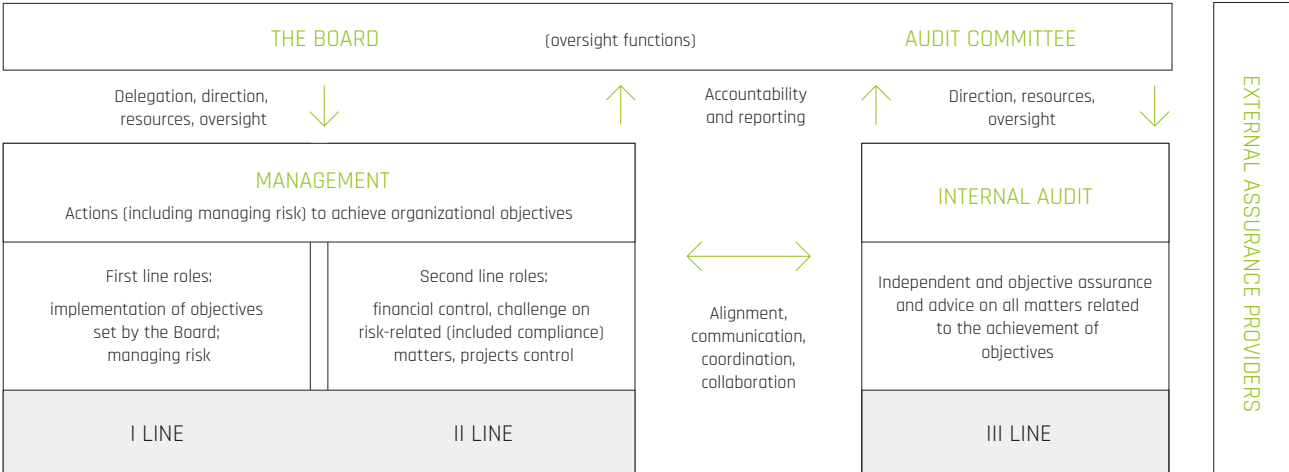 THE BOARD
(oversight functions)
AUDIT COMMITTEE
Delegation, direction,
resources, oversight
Accountability
and reporting
Direction, resources,
oversight
MANAGEMENT
Actions (including managing risk) to achieve organizational objectives
First line roles:
implementation of objectives
set by the Board;
managing risk
Second line roles:
financial control, challenge on
risk-related (included compliance)
matters, projects control
I LINE
II LINE
Alignment,
communication,
coordination,
collaboration
INTERNAL AUDIT
Independent and objective assurance
and advice on all matters related
to the achievement of
objectives
III LINE
EXTERNAL ASSURANCE PROVIDERS